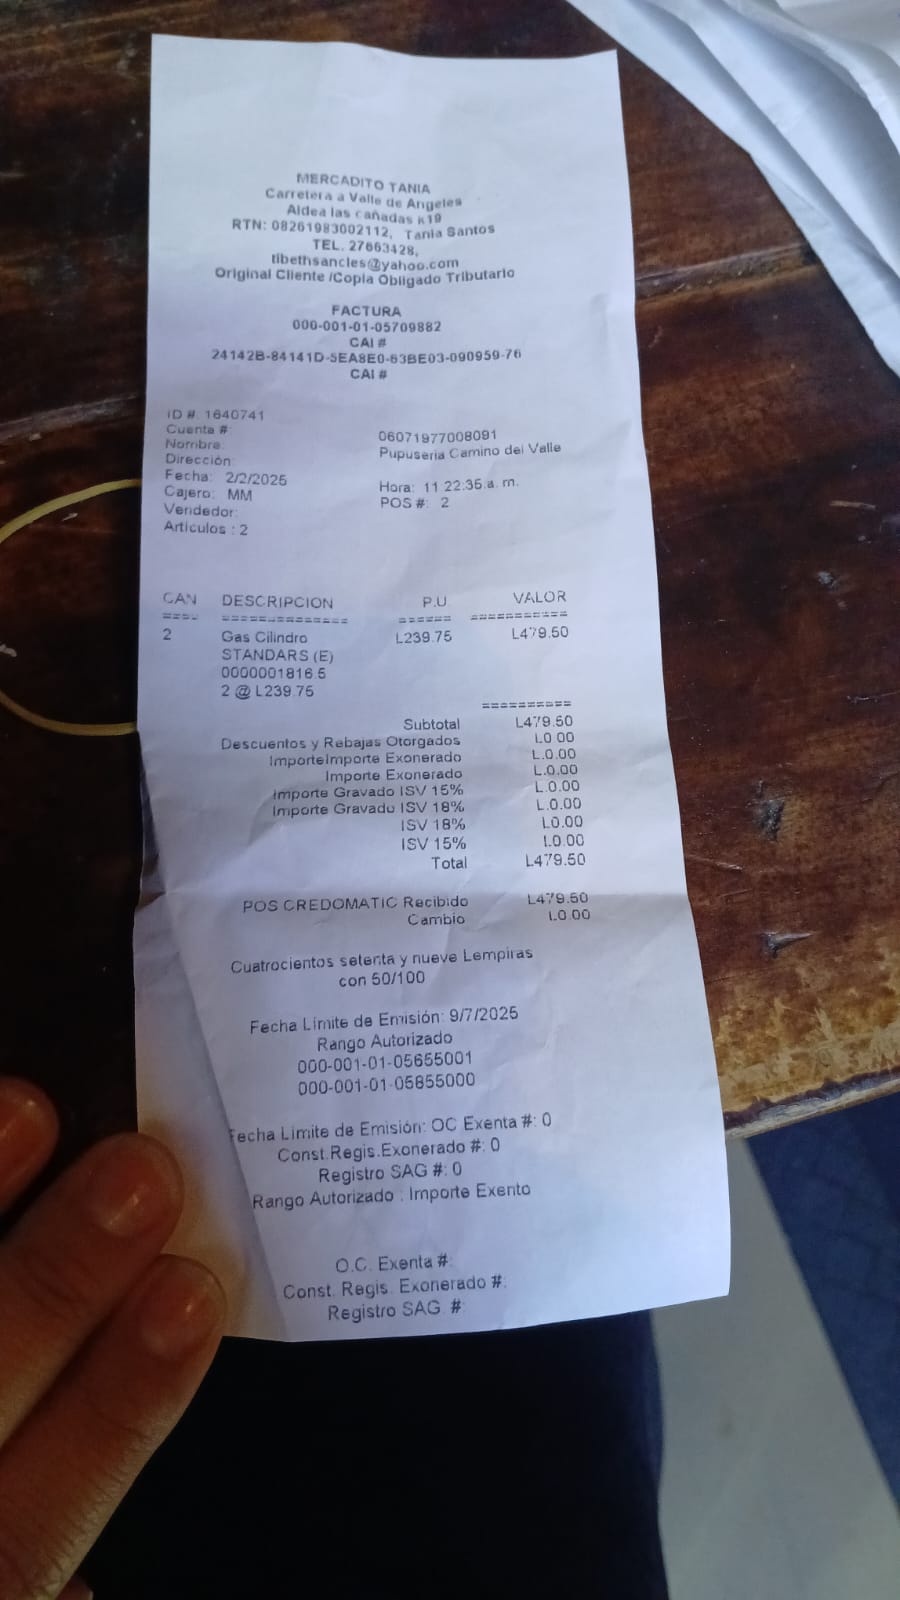 MERCADITO TANIA
Carretera a Valle de Angeles
Aldea las cañadas k19
RTN: 08261983002112, Tania Santos
TEL. 27663428,
tibethsancles@yahoo.com
Original Cliente /Copia Obligado Tributario
FACTURA
000-001-01-05709882
CAI #
24142B-84141D-5EA8E0-63BE03-090959-76
CAI #
ID #: 1640741
Cuenta #: 06071977008091
Nombre: Pupuseria Camino del Valle
Dirección:
Fecha: 2/2/2025 Hora: 11:22:35 a. m.
Cajero: MM POS #: 2
Vendedor:
Artículos : 2
CAN DESCRIPCION P.U VALOR
==== ============== ====== ===========
2 Gas Cilindro L239.75 L479.50
STANDARS (E)
0000001816.5
2 @ L239.75
==========
Subtotal L479.50
Descuentos y Rebajas Otorgados L0.00
ImporteImporte Exonerado L.0.00
Importe Exonerado L.0.00
Importe Gravado ISV 15% L.0.00
Importe Gravado ISV 18% L.0.00
ISV 18% L0.00
ISV 15% L0.00
Total L479.50
POS CREDOMATIC Recibido L479.50
Cambio L0.00
Cuatrocientos setenta y nueve Lempiras
con 50/100
Fecha Límite de Emisión: 9/7/2025
Rango Autorizado
000-001-01-05655001
000-001-01-05855000
Fecha Límite de Emisión: OC Exenta #: 0
Const.Regis.Exonerado #: 0
Registro SAG #: 0
Rango Autorizado : Importe Exento
O.C. Exenta #:
Const. Regis. Exonerado #:
Registro SAG. #: